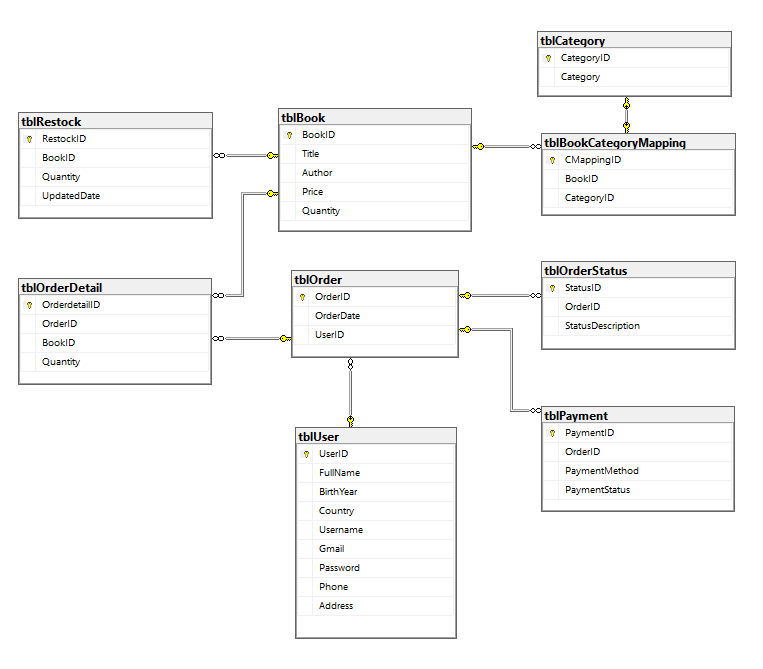 tblCategory
CategoryID
Category
tblRestock
RestockID
BookID
Quantity
UpdatedDate
tblBook
BookID
Title
Author
Price
Quantity
tblBookCategoryMapping
CMappingID
BookID
CategoryID
tblOrderDetail
OrderdetailID
OrderID
BookID
Quantity
tblOrder
OrderID
OrderDate
UserID
tblOrderStatus
StatusID
OrderID
StatusDescription
tblUser
UserID
FullName
BirthYear
Country
Username
Gmail
Password
Phone
Address
tblPayment
PaymentID
OrderID
PaymentMethod
PaymentStatus